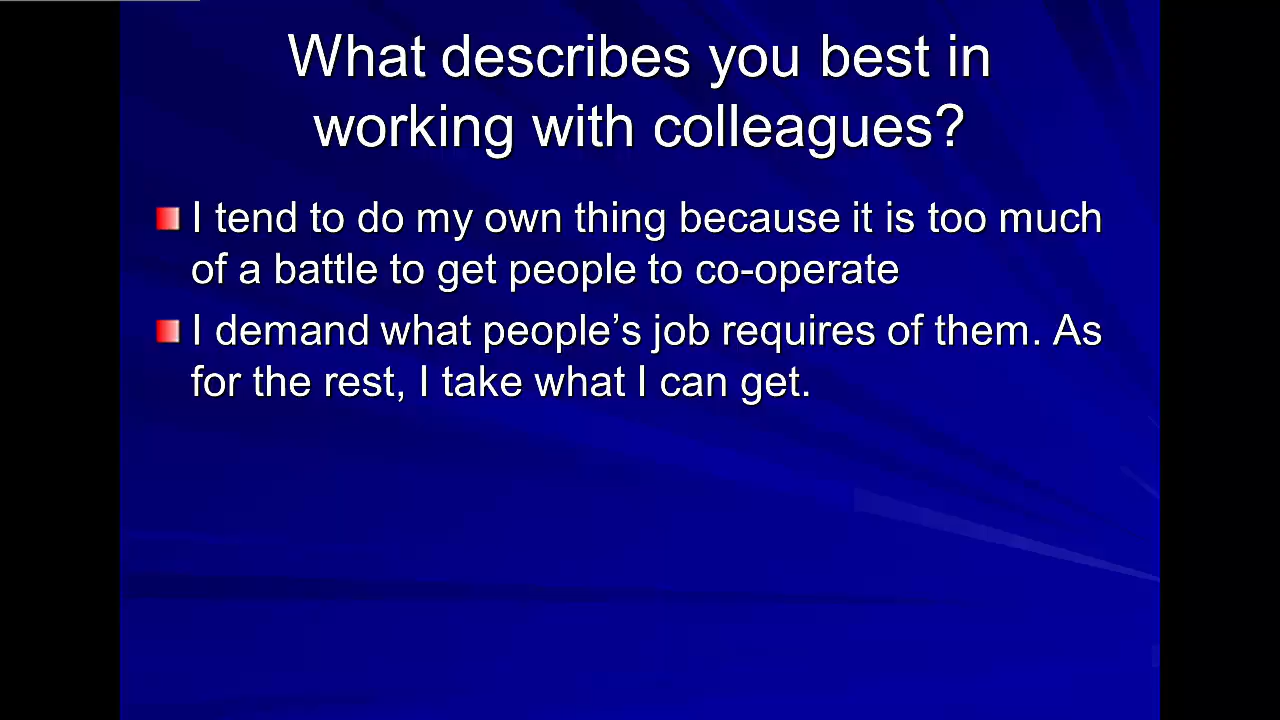 What describes you best in
working with colleagues?
I tend to do my own thing because it is too much
of a battle to get people to co-operate
I demand what people’s job requires of them. As
for the rest, I take what I can get.